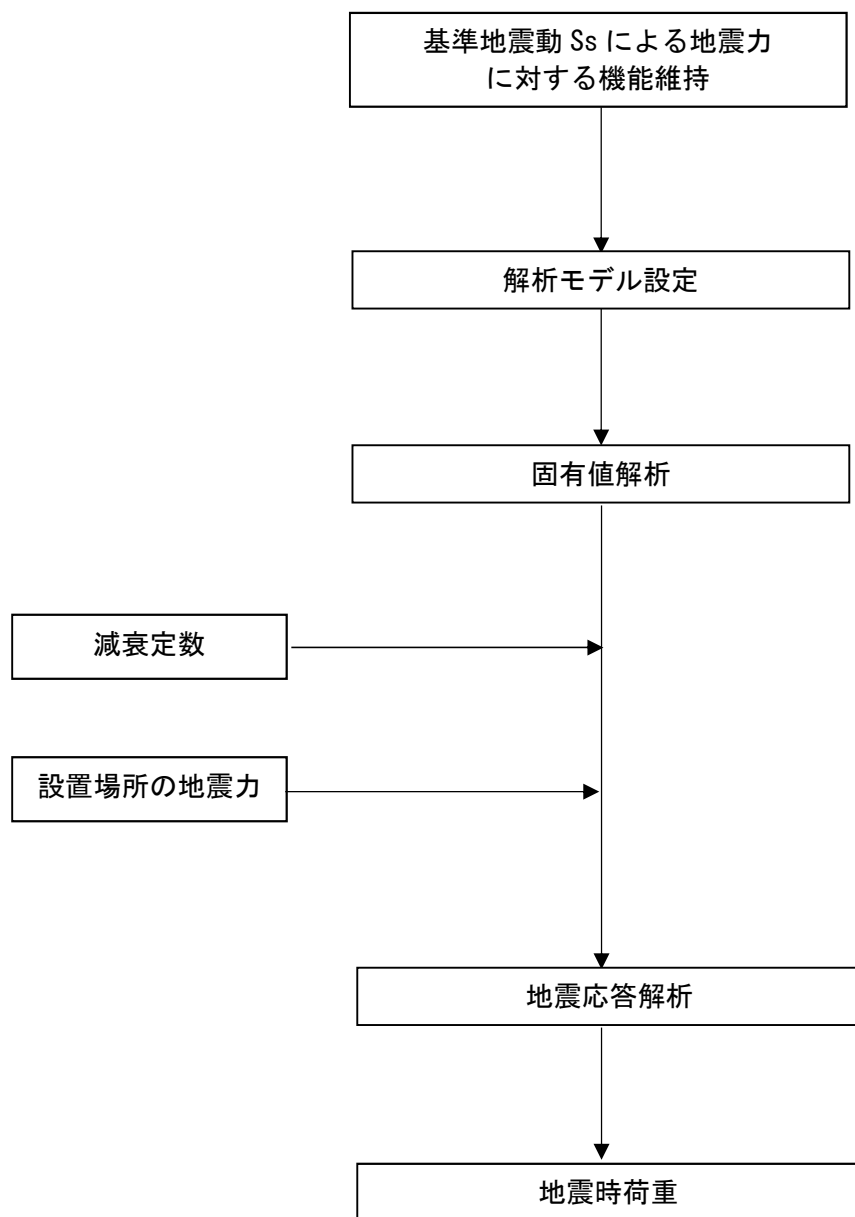 基準地震動 Ss による地震力
に対する機能維持
解析モデル設定
固有値解析
減衰定数
設置場所の地震力
地震応答解析
地震時荷重